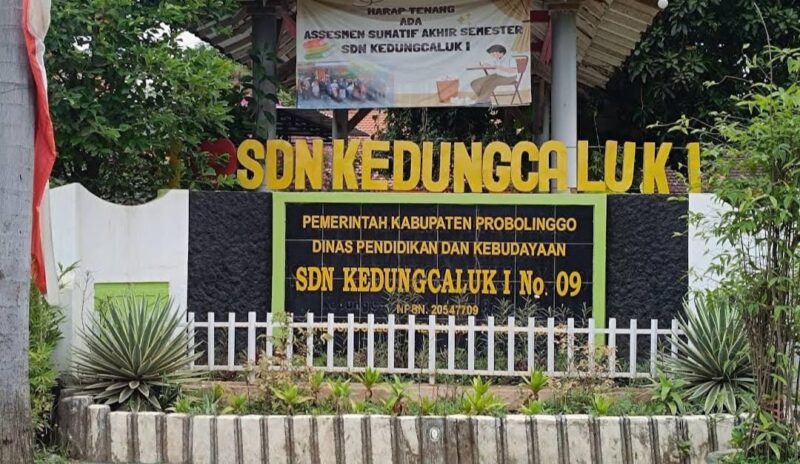 HARAP TENANG
ADA
ASSESMEN SUMATIF AKHIR SEMESTER
SDN KEDUNGCALUK I
SDN KEDUNGCALUK 1
PEMERINTAH KABUPATEN PROBOLINGGO
DINAS PENDIDIKAN DAN KEBUDAYAAN
SDN KEDUNGCALUK I No. 09
NPSN. 20547709